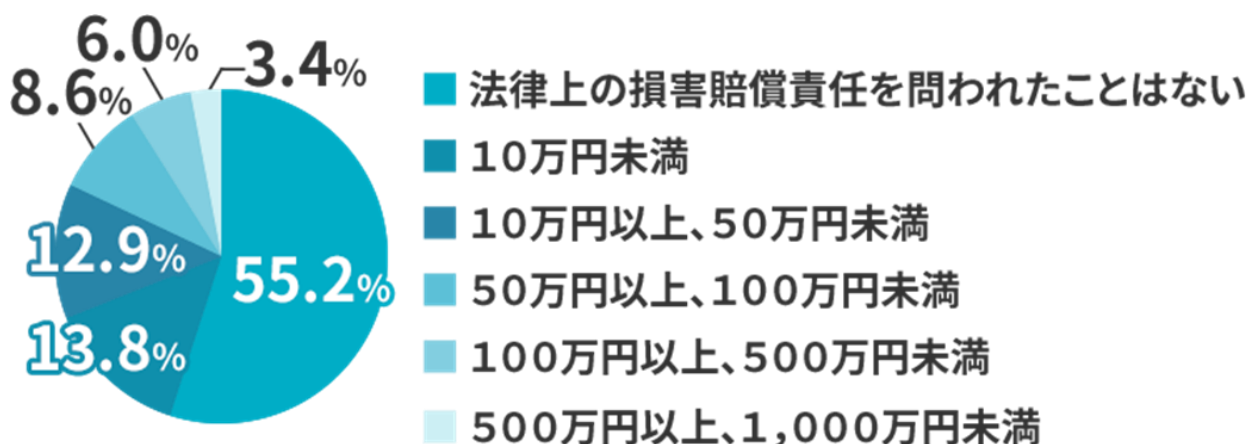 6.0%
3.4%
8.6%
12.9%
55.2%
13.8%
法律上の損害賠償責任を問われたことはない
10万円未満
10万円以上、50万円未満
50万円以上、100万円未満
100万円以上、500万円未満
500万円以上、1,000万円未満